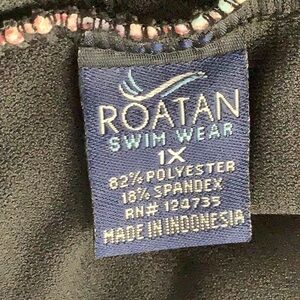 ROATAN
SWIM WEAR
1X
82% POLYESTER
18% SPANDEX
RN# 124735
MADE IN INDONESIA